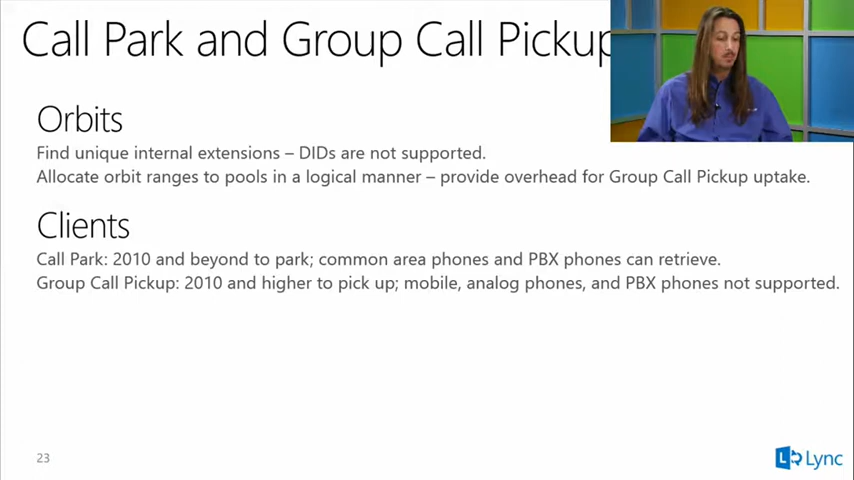 Call Park and Group Call Pickup
Orbits
Find unique internal extensions – DIDs are not supported.
Allocate orbit ranges to pools in a logical manner – provide overhead for Group Call Pickup uptake.
Clients
Call Park: 2010 and beyond to park; common area phones and PBX phones can retrieve.
Group Call Pickup: 2010 and higher to pick up; mobile, analog phones, and PBX phones not supported.
23
Lync